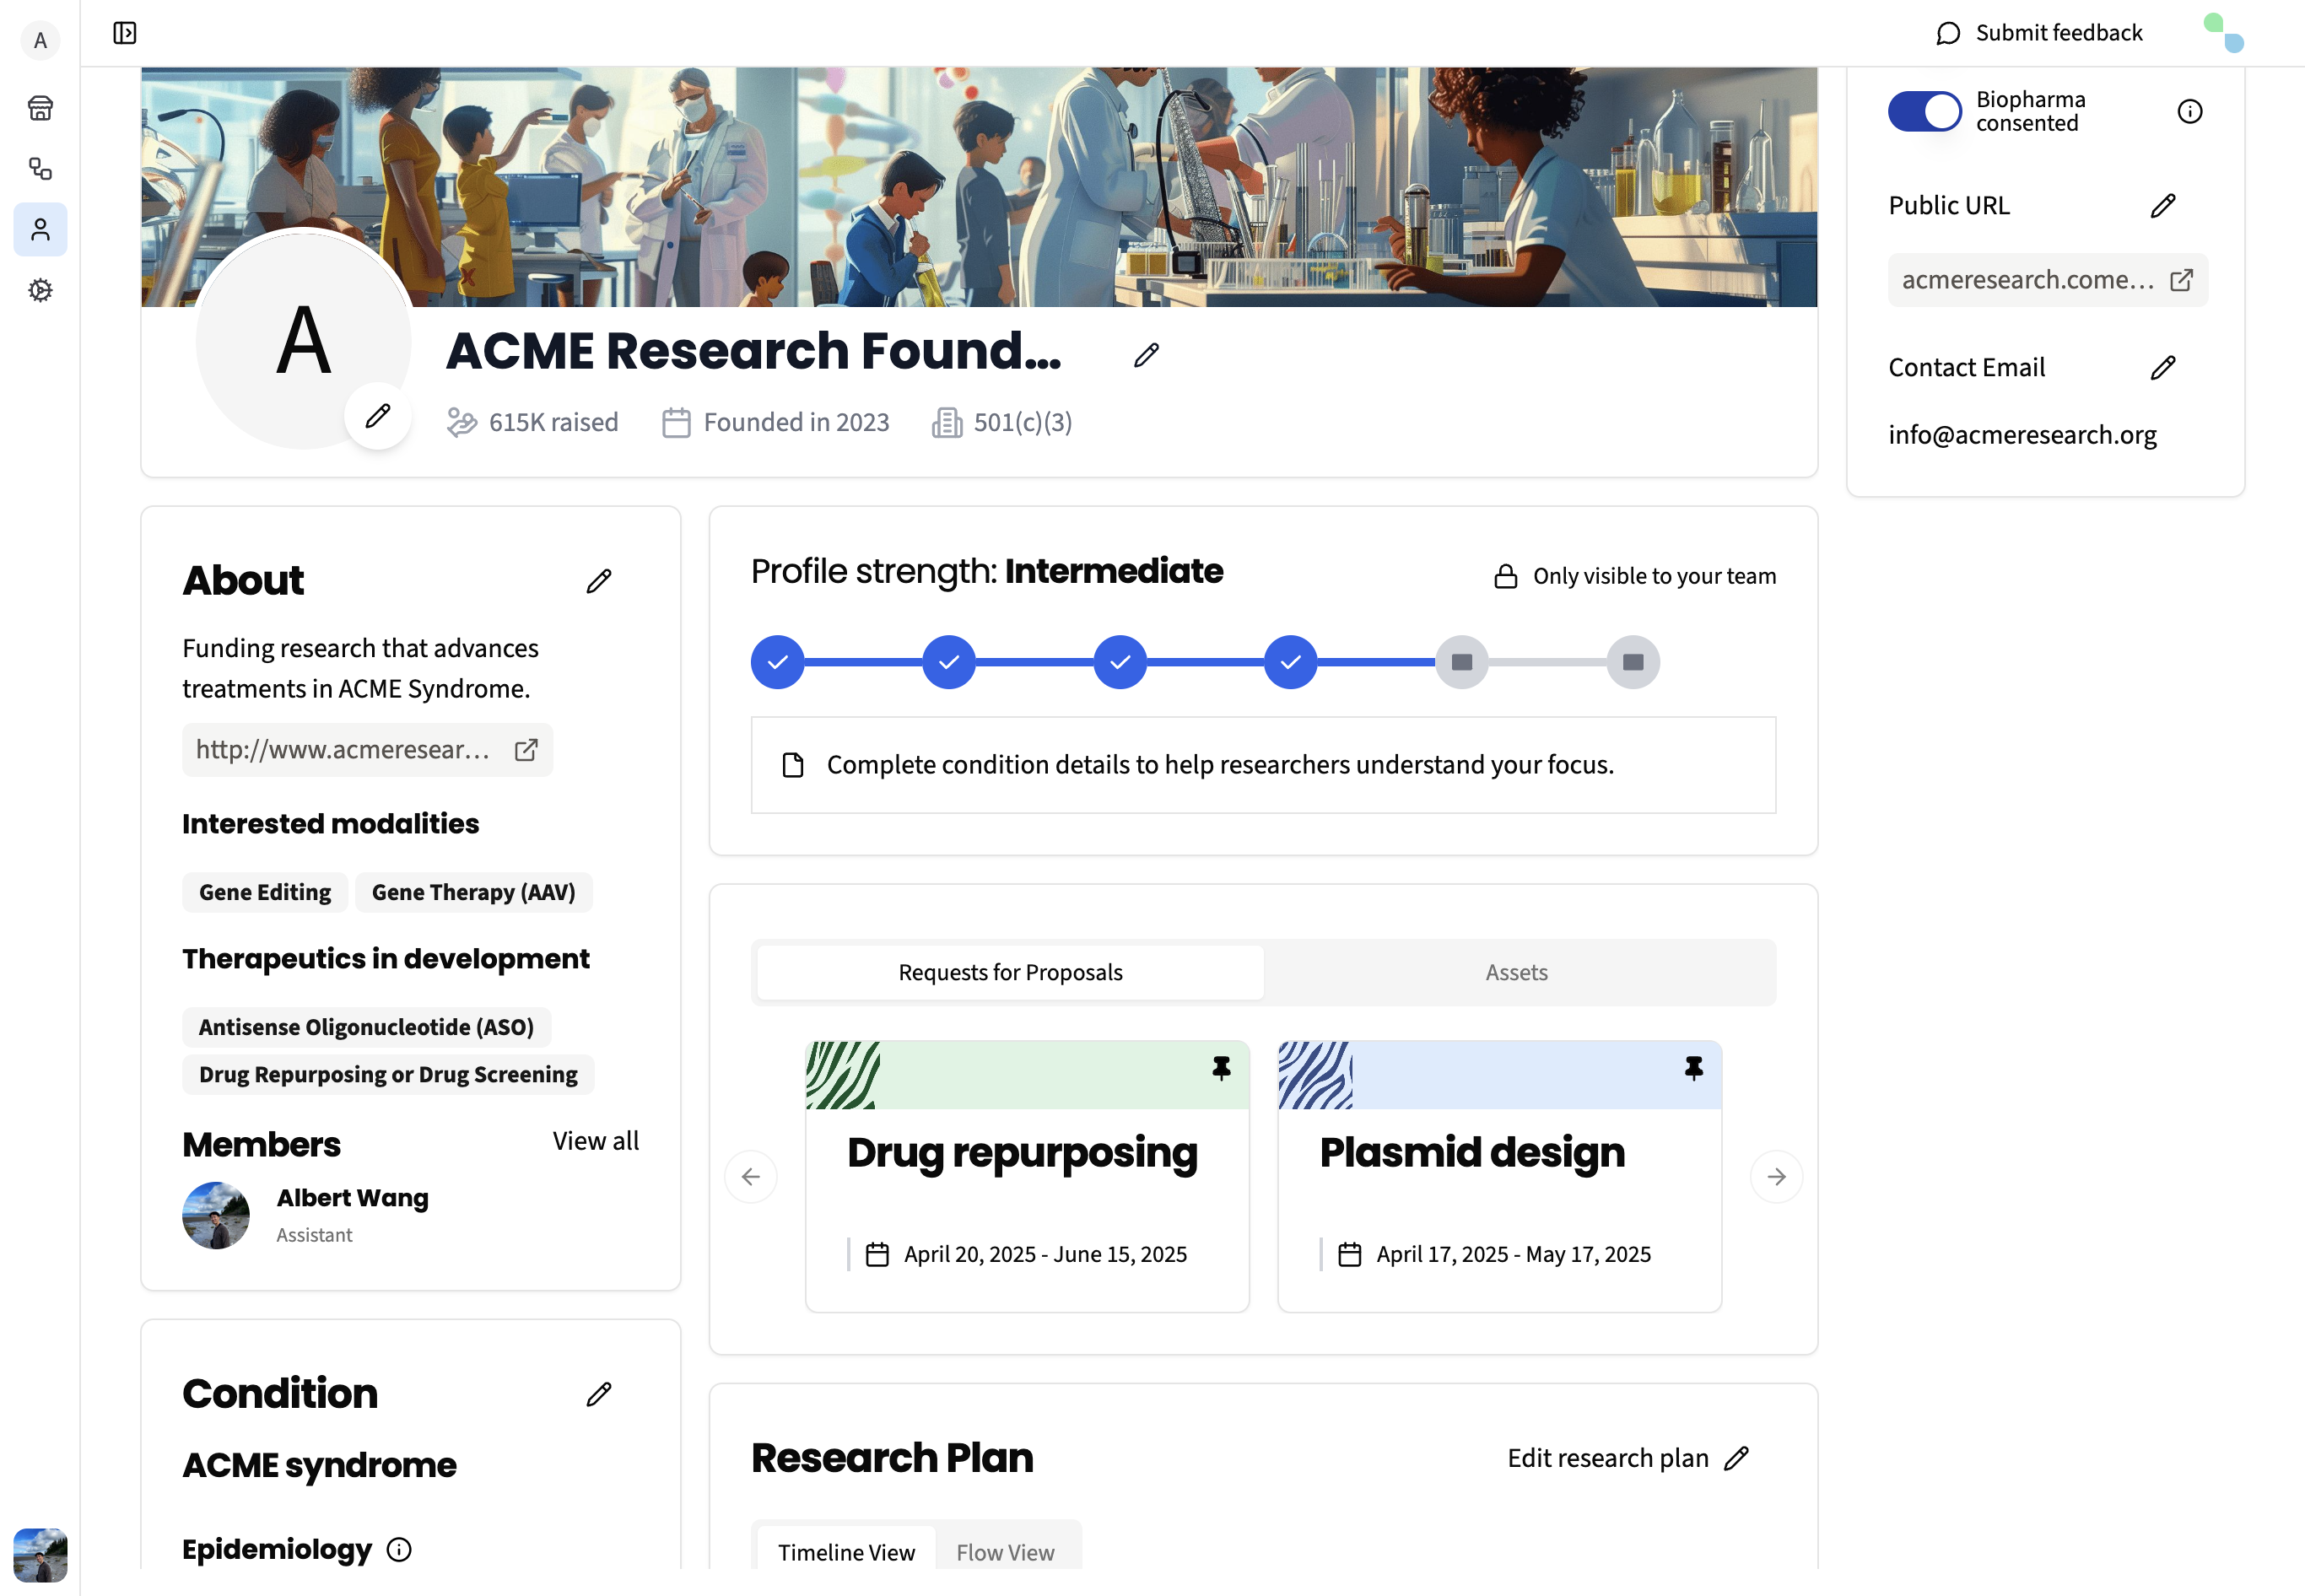 A
Submit feedback
Biopharma
consented
Public URL
acmeresearch.come...
Contact Email
info@acmeresearch.org
A
ACME Research Found...
615K raised
Founded in 2023
501(c)(3)
About
Funding research that advances
treatments in ACME Syndrome.
http://www.acmeresear...
Interested modalities
Gene Editing
Gene Therapy (AAV)
Therapeutics in development
Antisense Oligonucleotide (ASO)
Drug Repurposing or Drug Screening
Members
View all
Albert Wang
Assistant
Condition
ACME syndrome
Epidemiology
Profile strength: Intermediate
Only visible to your team
Complete condition details to help researchers understand your focus.
Requests for Proposals
Assets
Drug repurposing
April 20, 2025 - June 15, 2025
Plasmid design
April 17, 2025 - May 17, 2025
Research Plan
Edit research plan
Timeline View
Flow View